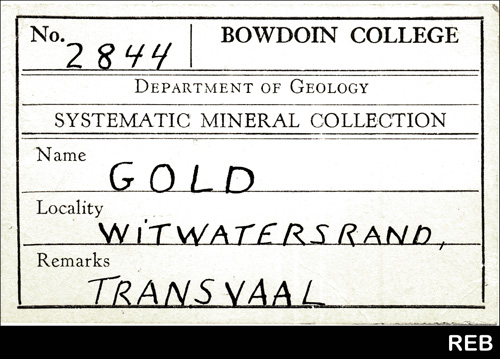 No. 2844 BOWDOIN COLLEGE
DEPARTMENT OF GEOLOGY
SYSTEMATIC MINERAL COLLECTION
Name GOLD
Locality WiTWATERSRAND,
Remarks TRANSVAAL
REB